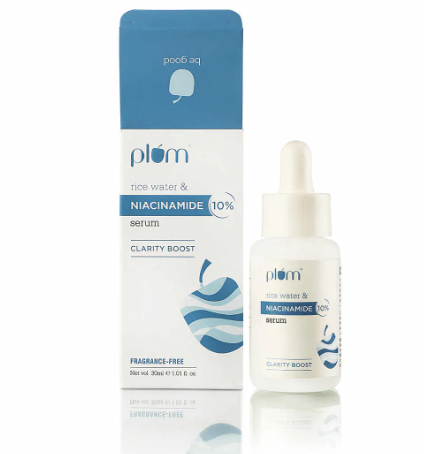 be good
plum
rice water &
NIACINAMIDE 10%
serum
CLARITY BOOST
FRAGRANCE-FREE
Net vol. 30ml e 1.01 fl. oz.
plum
rice water &
NIACINAMIDE 10%
serum
CLARITY BOOST